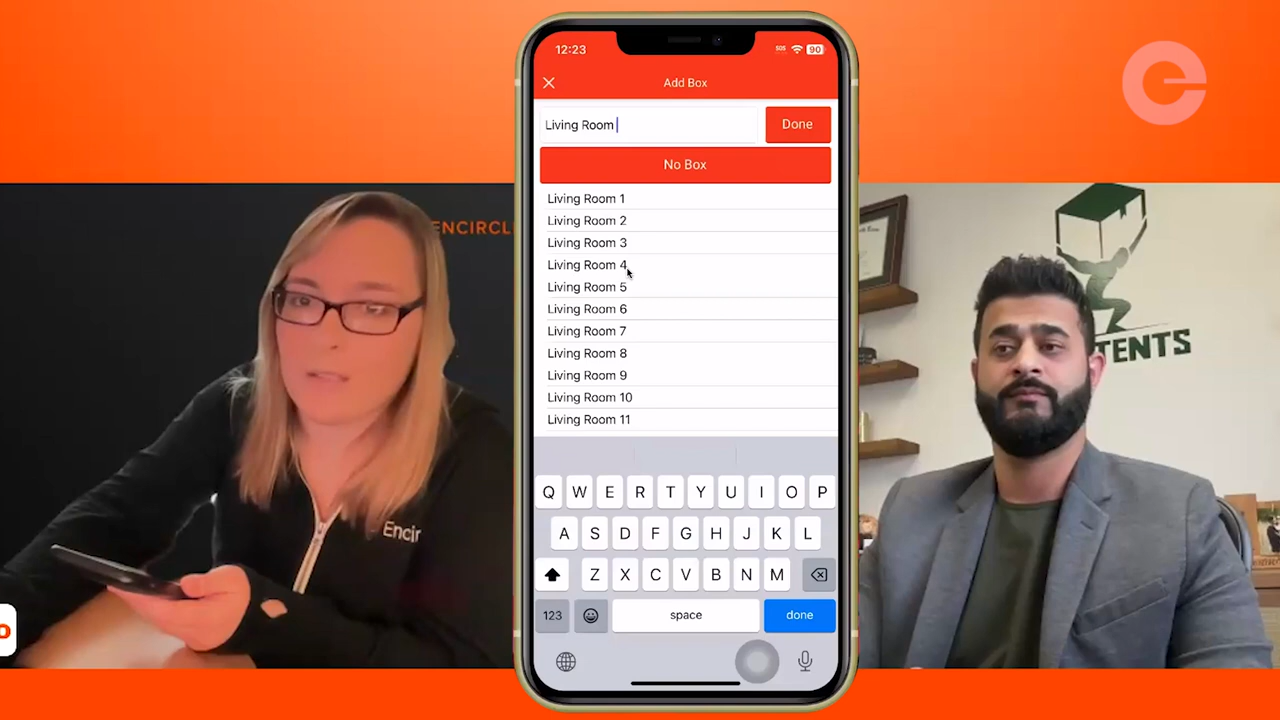 12:23
SOS
90
Add Box
Living Room
Done
No Box
Living Room 1
Living Room 2
Living Room 3
Living Room 4
Living Room 5
Living Room 6
Living Room 7
Living Room 8
Living Room 9
Living Room 10
Living Room 11
Q W E R T Y U I O P
A S D F G H J K L
Z X C V B N M
123
space
done
ENCIRCL
Encir
TENTS
o